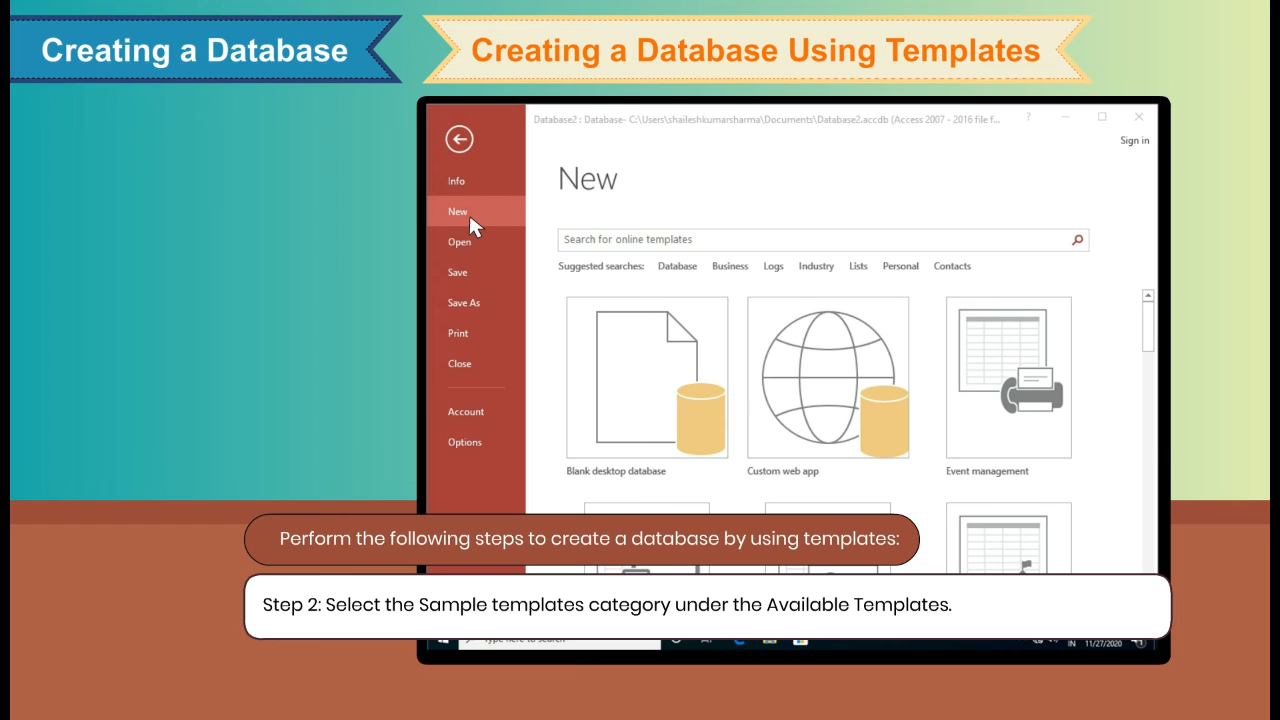 Creating a Database
Creating a Database Using Templates
Database2 : Database- C:\Users\shaileshkumarsharma\Documents\Database2.accdb (Access 2007 - 2016 file f...
?
Sign in
Info
New
Open
Save
Save As
Print
Close
Account
Options
New
Search for online templates
Suggested searches: Database Business Logs Industry Lists Personal Contacts
Blank desktop database
Custom web app
Event management
Perform the following steps to create a database by using templates:
Step 2: Select the Sample templates category under the Available Templates.
Type here to search
IN 11/27/2020
1